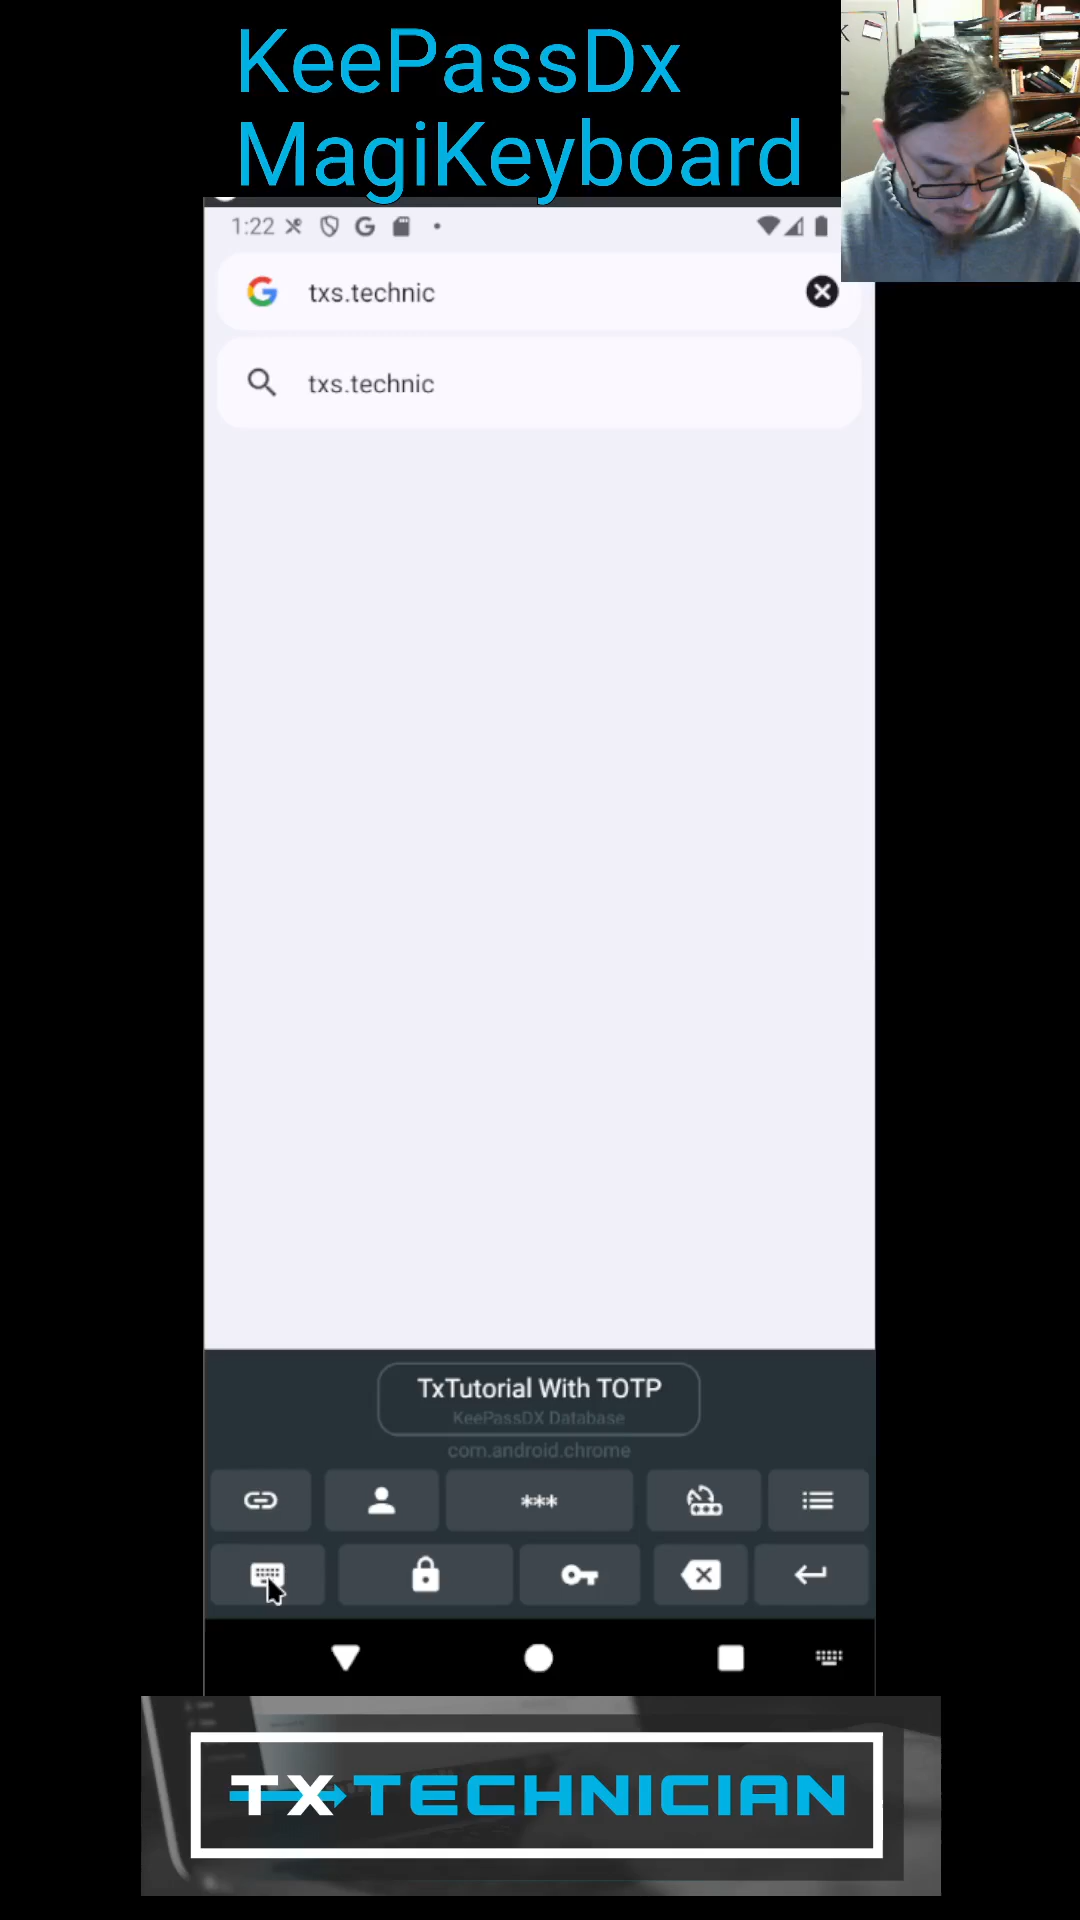 KeePassDx
MagiKeyboard
1:22
txs.technic
txs.technic
TxTutorial With TOTP
KeePassDX Database
com.android.chrome
***
TX TECHNICIAN